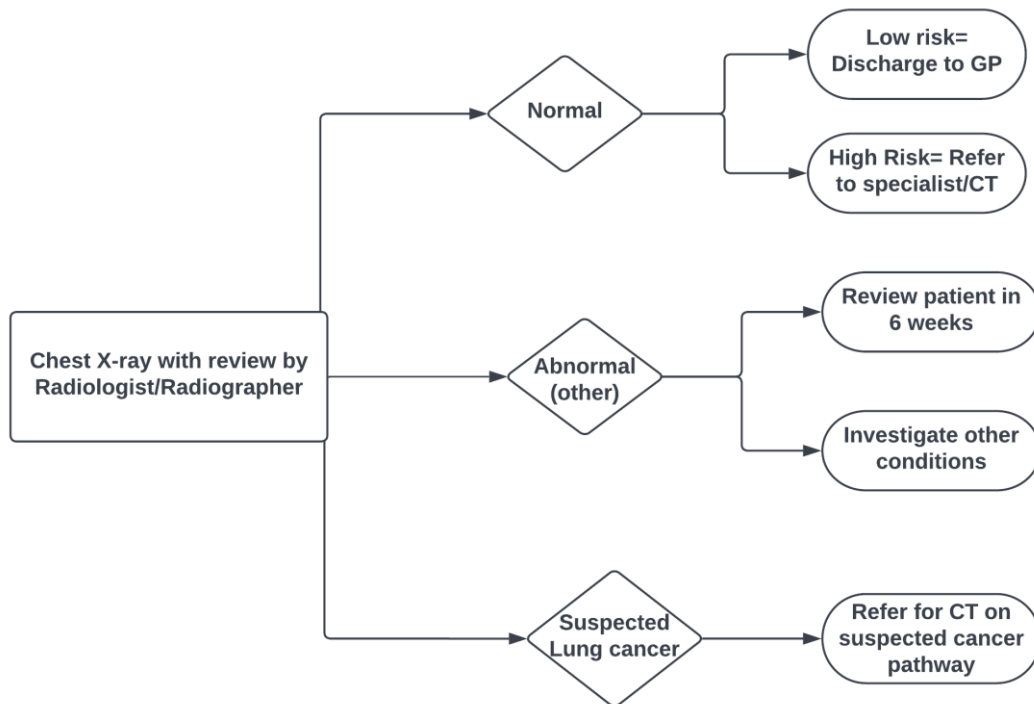 Low risk=
Discharge to GP
Normal
High Risk= Refer
to specialist/CT
Review patient in
6 weeks
Chest X-ray with review by
Radiologist/Radiographer
Abnormal
(other)
Investigate other
conditions
Suspected
Lung cancer
Refer for CT on
suspected cancer
pathway